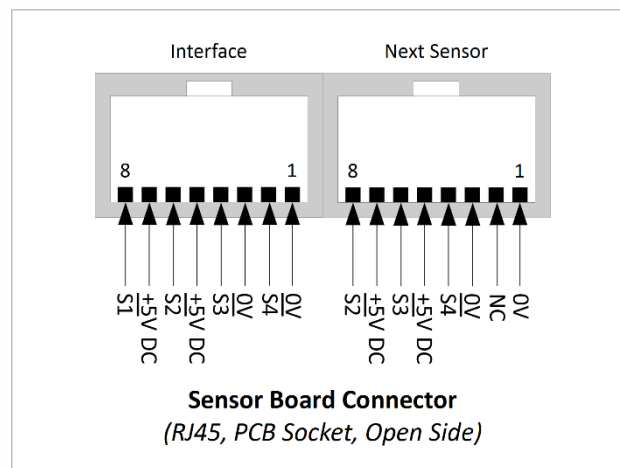 Interface
Next Sensor
8
1
8
1
S1
+5V DC
S2
+5V DC
S3
0V
S4
0V
S2
+5V DC
S3
+5V DC
S4
0V
NC
0V
Sensor Board Connector
(RJ45, PCB Socket, Open Side)